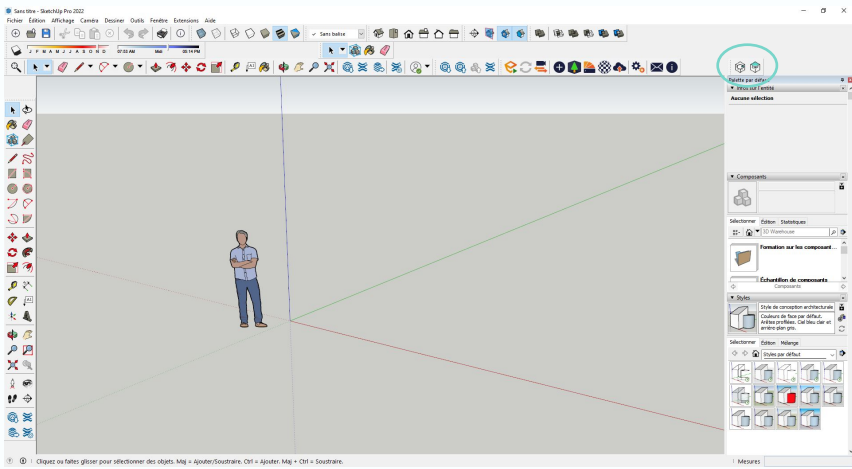 Sans titre - SketchUp Pro 2022
Fichier Édition Affichage Caméra Dessiner Outils Fenêtre Extensions Aide
Sans balise
J F M A M J J A S O N D 07:03 AM Midi 08:14 PM
Palette par défaut
Infos sur l'entité
Aucune sélection
Composants
Sélectionner Édition Statistiques
3D Warehouse
Formation sur les composant...
Échantillon de composants
Composants
Styles
Style de conception architecturale
Couleurs de face par défaut.
Arêtes profilées. Ciel bleu clair et
arrière-plan gris.
Sélectionner Édition Mélange
Styles par défaut
Cliquez ou faites glisser pour sélectionner des objets. Maj = Ajouter/Soustraire. Ctrl = Ajouter. Maj + Ctrl = Soustraire.
Mesures